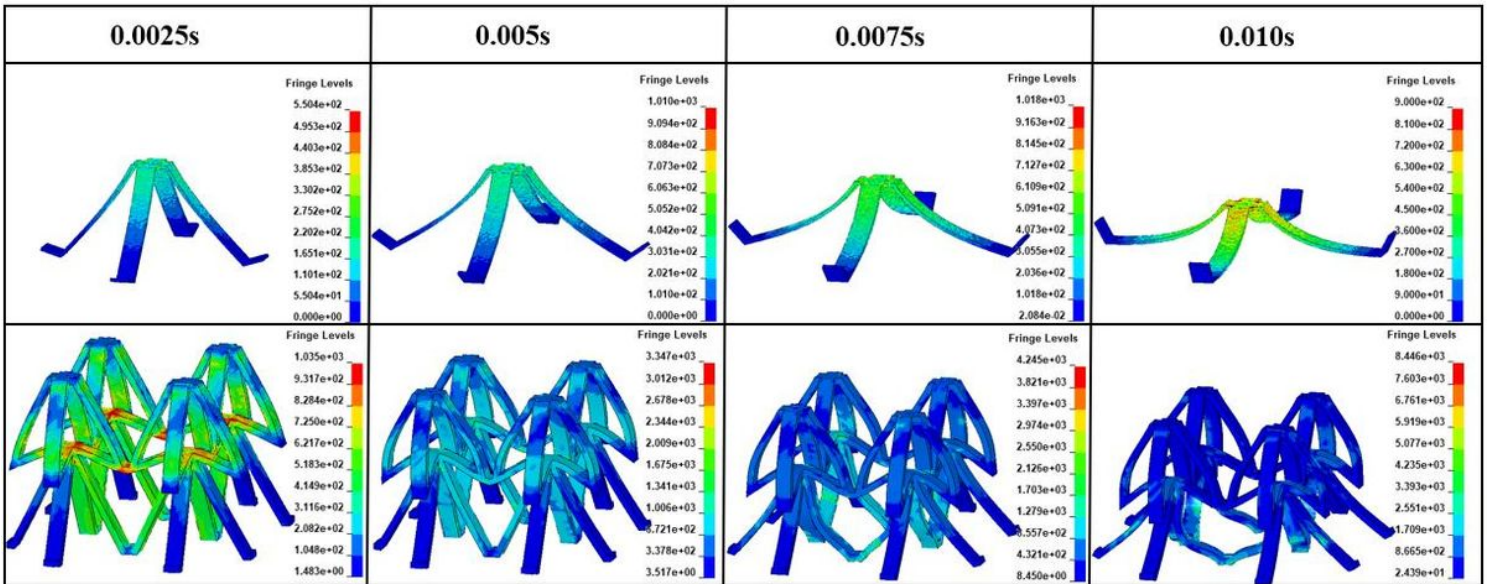 0.0025s 0.005s 0.0075s 0.010s
Fringe Levels
5.504e+02
4.953e+02
4.403e+02
3.853e+02
3.302e+02
2.752e+02
2.202e+02
1.651e+02
1.101e+02
5.504e+01
0.000e+00
Fringe Levels
1.010e+03
9.094e+02
8.084e+02
7.073e+02
6.063e+02
5.052e+02
4.042e+02
3.031e+02
2.021e+02
1.010e+02
0.000e+00
Fringe Levels
1.018e+03
9.163e+02
8.145e+02
7.127e+02
6.109e+02
5.091e+02
4.073e+02
3.055e+02
2.036e+02
1.018e+02
2.084e-02
Fringe Levels
9.000e+02
8.100e+02
7.200e+02
6.300e+02
5.400e+02
4.500e+02
3.600e+02
2.700e+02
1.800e+02
9.000e+01
0.000e+00
Fringe Levels
1.035e+03
9.317e+02
8.284e+02
7.250e+02
6.217e+02
5.183e+02
4.149e+02
3.116e+02
2.082e+02
1.048e+02
1.483e+00
Fringe Levels
3.347e+03
3.012e+03
2.678e+03
2.344e+03
2.009e+03
1.675e+03
1.341e+03
1.006e+03
6.721e+02
3.378e+02
3.517e+00
Fringe Levels
4.245e+03
3.821e+03
3.397e+03
2.974e+03
2.550e+03
2.126e+03
1.703e+03
1.279e+03
8.557e+02
4.321e+02
8.450e+00
Fringe Levels
8.446e+03
7.603e+03
6.761e+03
5.919e+03
5.077e+03
4.235e+03
3.393e+03
2.551e+03
1.709e+03
8.665e+02
2.439e+01